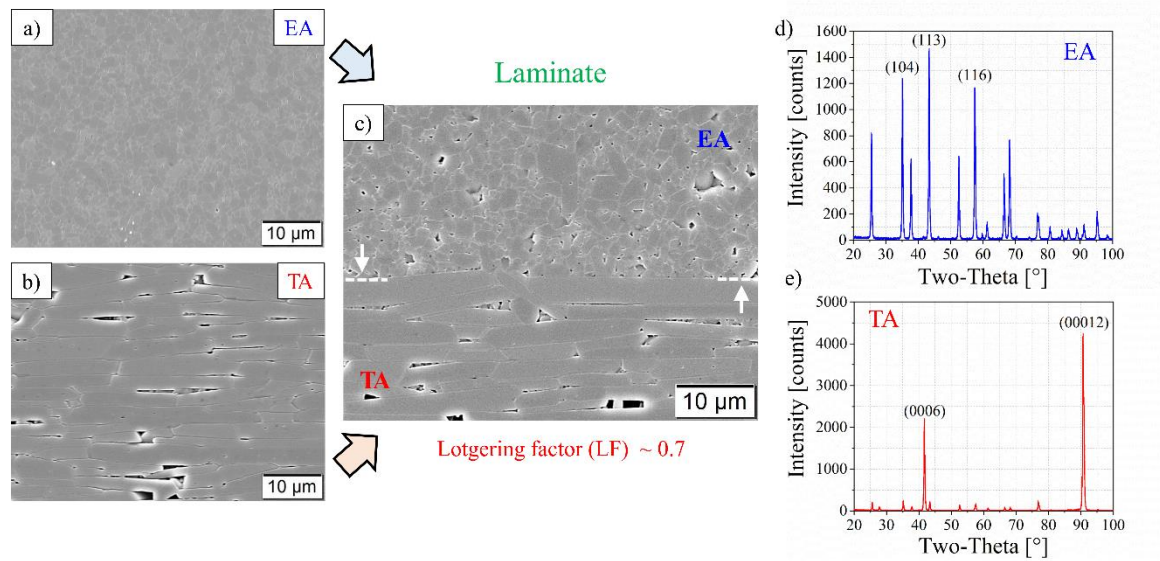 a)
EA
10 µm
b)
TA
10 µm
Laminate
c)
EA
TA
10 µm
Lotgering factor (LF) ~ 0.7
d)
EA
(104)
(113)
(116)
Intensity [counts]
1600
1400
1200
1000
800
600
400
200
0
20 30 40 50 60 70 80 90 100
Two-Theta [°]
e)
TA
(0006)
(00012)
Intensity [counts]
5000
4000
3000
2000
1000
0
20 30 40 50 60 70 80 90 100
Two-Theta [°]